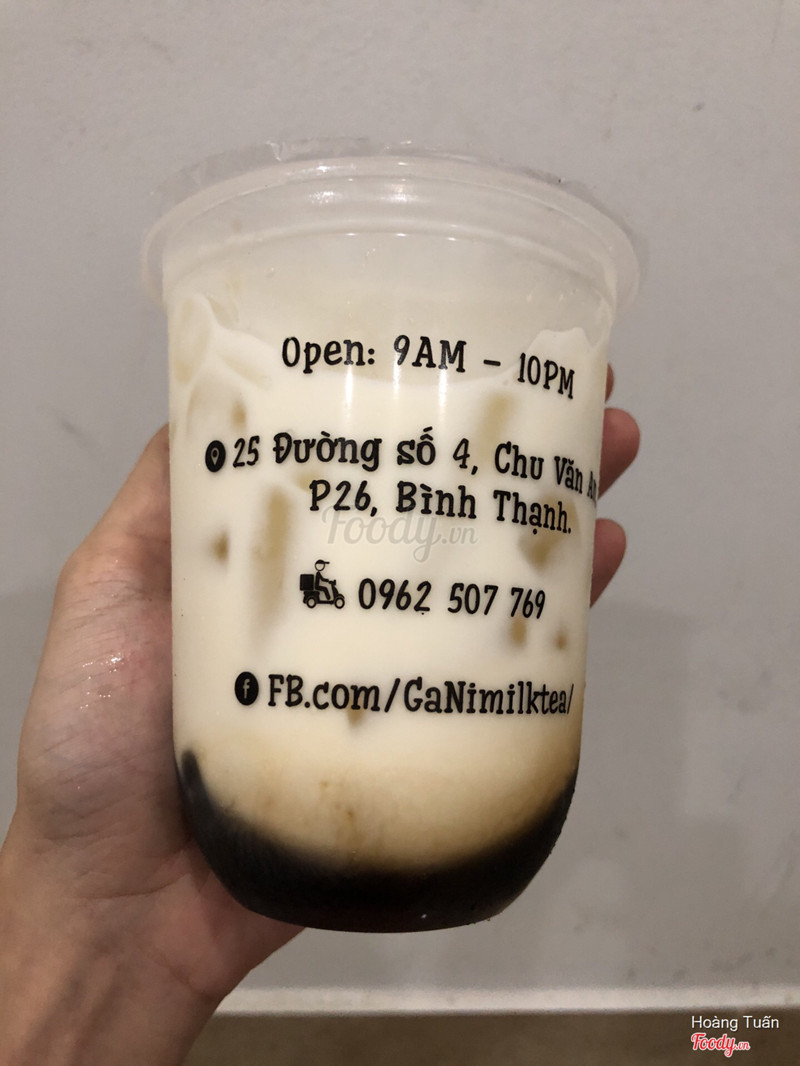 Open: 9AM - 10PM
25 Đường số 4, Chu Văn An
P26, Bình Thạnh.
Foody.vn
0962 507 769
FB.com/GaNimilktea/
Hoàng Tuấn
Foody.vn